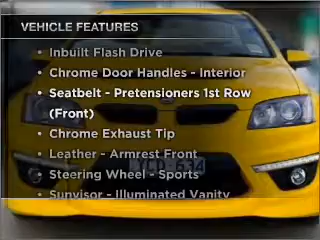 VEHICLE FEATURES
• Inbuilt Flash Drive
• Chrome Door Handles - Interior
• Seatbelt - Pretensioners 1st Row
(Front)
• Chrome Exhaust Tip
• Leather - Armrest Front
• Steering Wheel - Sports
• Sunvisor - Illuminated Vanity